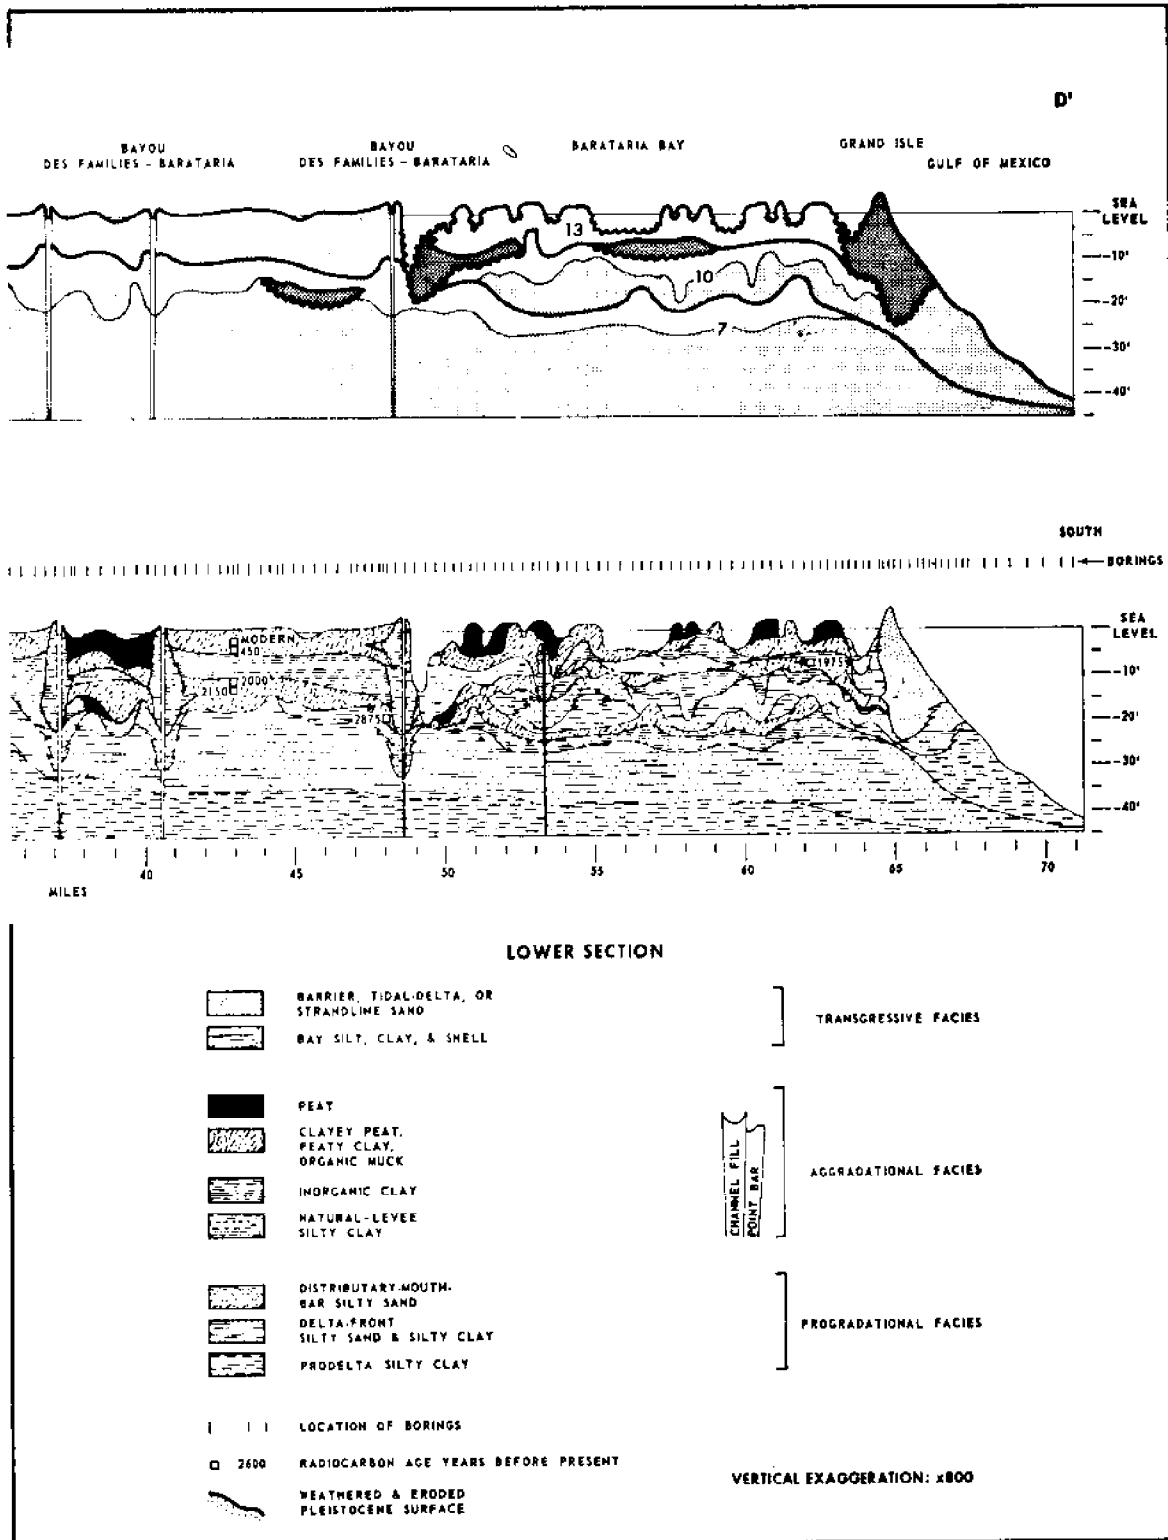 D'
BAYOU
DES FAMILIES - BARATARIA
BAYOU
DES FAMILIES - BARATARIA
BARATARIA BAY
GRAND ISLE
GULF OF MEXICO
SEA
LEVEL
13
10
7
-10'
-20'
-30'
-40'
SOUTH
BORINGS
SEA
LEVEL
MODERN
450
2000
2150
2875
1975
-10'
-20'
-30'
-40'
40
45
50
55
60
65
70
MILES
LOWER SECTION
BARRIER, TIDAL-DELTA, OR
STRANDLINE SAND
BAY SILT, CLAY, & SHELL
TRANSGRESSIVE FACIES
PEAT
CLAYEY PEAT,
PEATY CLAY,
ORGANIC MUCK
INORGANIC CLAY
NATURAL-LEVEE
SILTY CLAY
CHANNEL FILL
POINT BAR
AGGRADATIONAL FACIES
DISTRIBUTARY-MOUTH-
BAR SILTY SAND
DELTA-FRONT
SILTY SAND & SILTY CLAY
PRODELTA SILTY CLAY
PROGRADATIONAL FACIES
LOCATION OF BORINGS
2600 RADIOCARBON AGE YEARS BEFORE PRESENT
WEATHERED & ERODED
PLEISTOCENE SURFACE
VERTICAL EXAGGERATION: x800